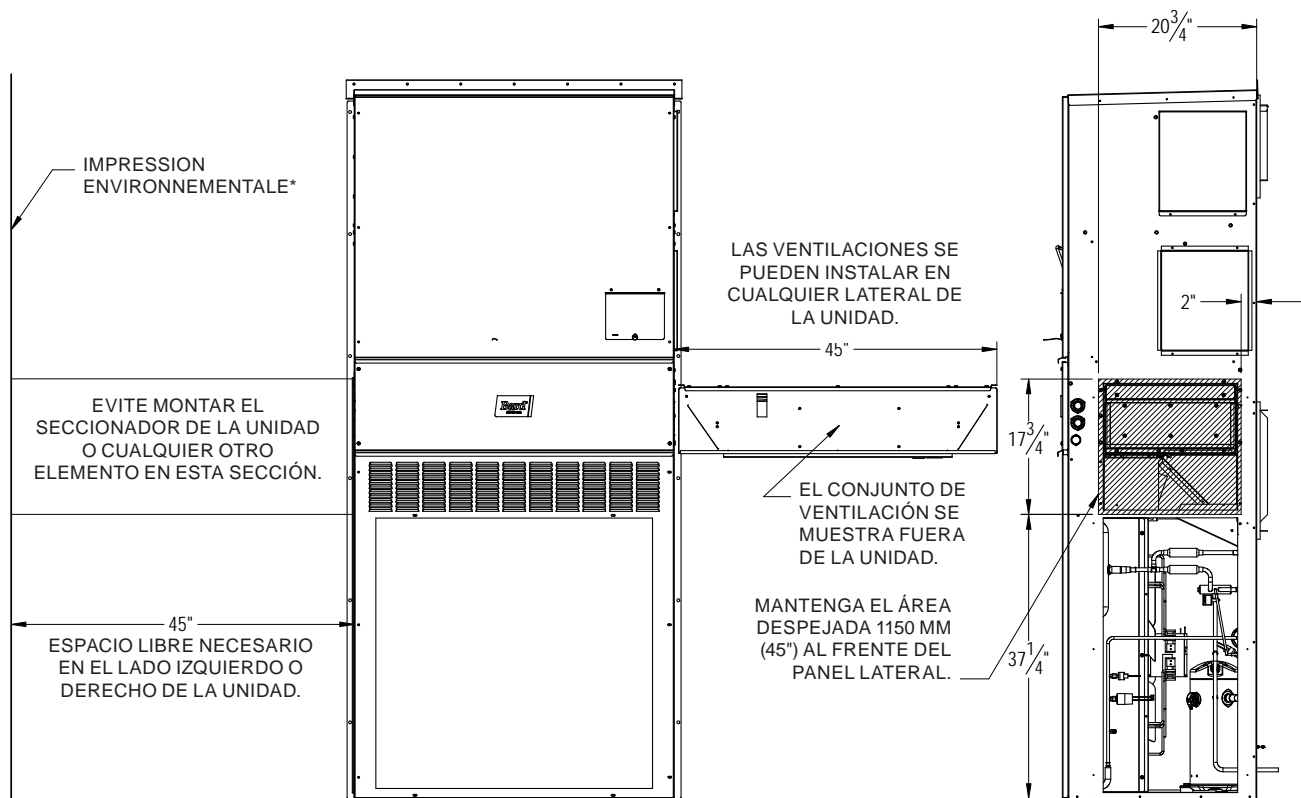 20 3/4"
IMPRESSION
ENVIRONNEMENTALE*
LAS VENTILACIONES SE
PUEDEN INSTALAR EN
CUALQUIER LATERAL DE
LA UNIDAD.
2"
45"
EVITE MONTAR EL
SECCIONADOR DE LA UNIDAD
O CUALQUIER OTRO
ELEMENTO EN ESTA SECCIÓN.
Bard
17 3/4"
EL CONJUNTO DE
VENTILACIÓN SE
MUESTRA FUERA
DE LA UNIDAD.
MANTENGA EL ÁREA
DESPEJADA 1150 MM
(45") AL FRENTE DEL
PANEL LATERAL.
37 1/4"
45"
ESPACIO LIBRE NECESARIO
EN EL LADO IZQUIERDO O
DERECHO DE LA UNIDAD.